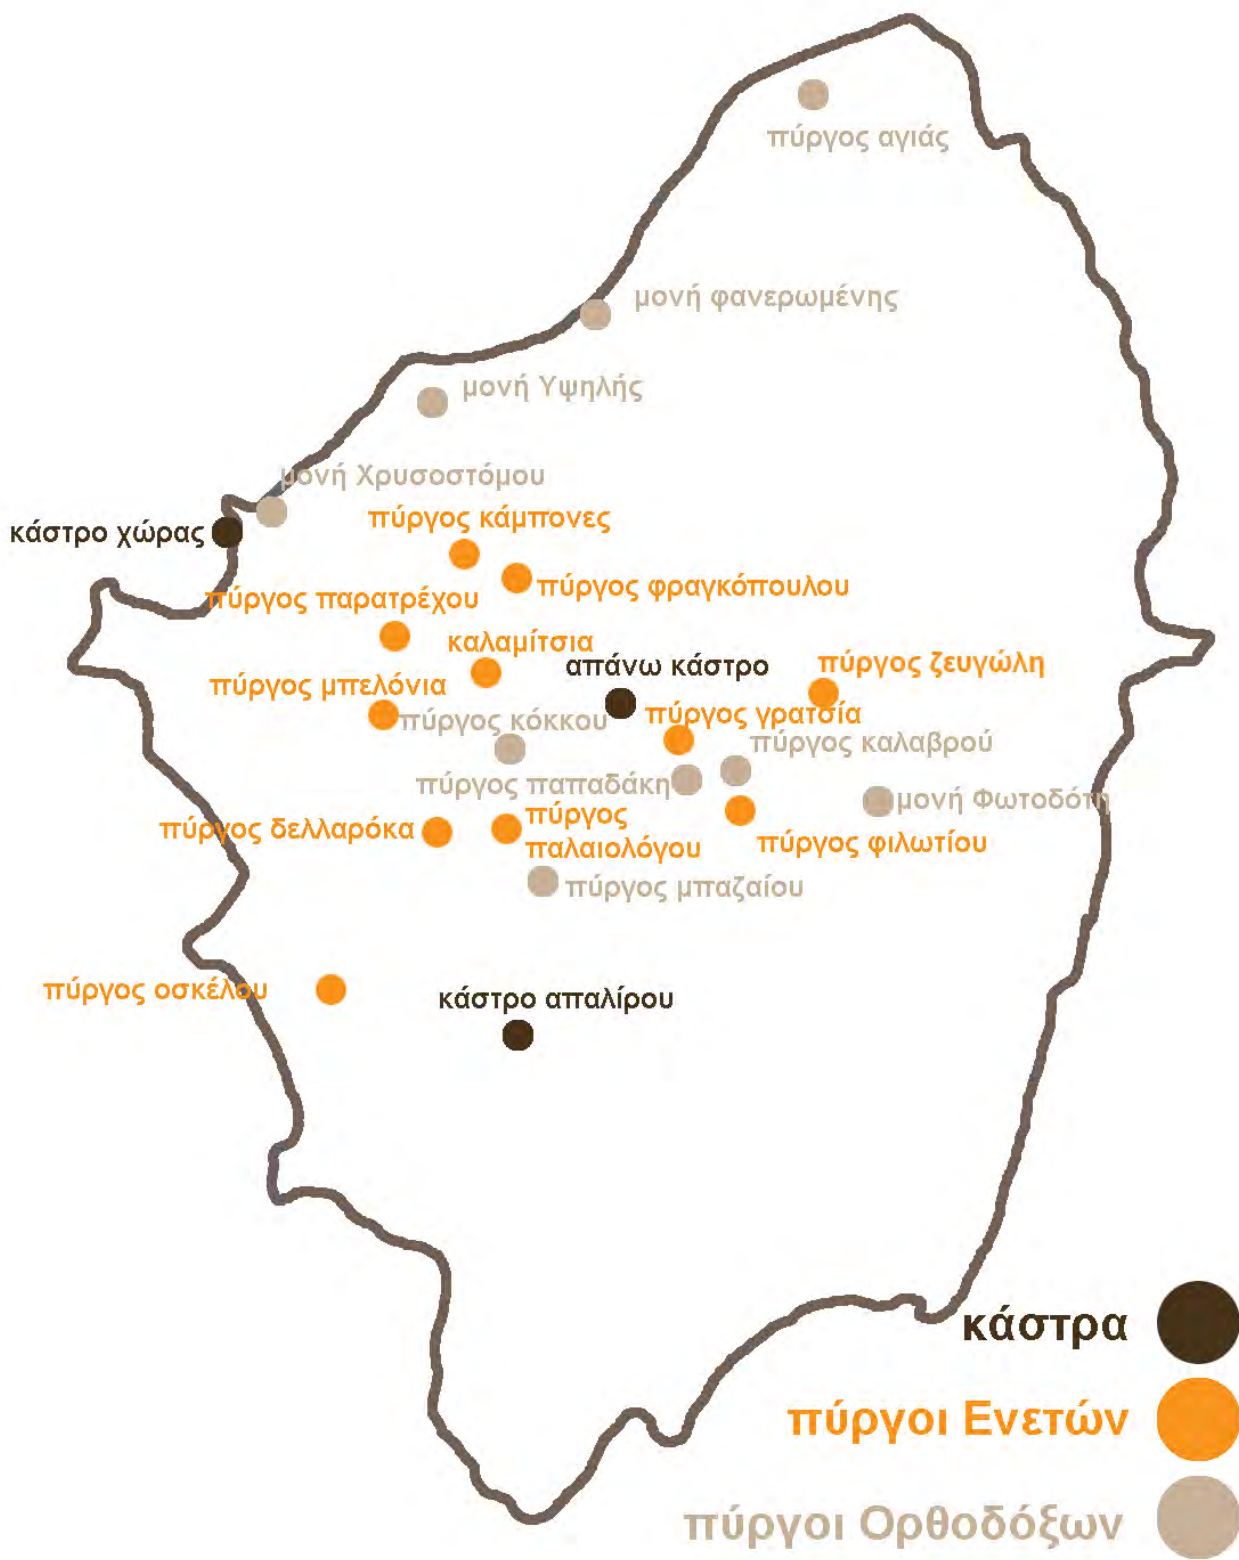 πύργος αγιάς
μονή φανερωμένης
μονή Υψηλής
μονή Χρυσοστόμου
κάστρο χώρας
πύργος κάμπονες
πύργος φραγκόπουλου
πύργος παρατρέχου
καλαμίτσια
απάνω κάστρο
πύργος ζευγώλη
πύργος μπελόνια
πύργος κόκκου
πύργος γρατσία
πύργος καλαβρού
πύργος παπαδάκη
μονή Φωτοδότη
πύργος δελλαρόκα
πύργος
παλαιολόγου
πύργος φιλωτίου
πύργος μπαζαίου
πύργος οσκέλου
κάστρο απαλίρου
κάστρα
πύργοι Ενετών
πύργοι Ορθοδόξων